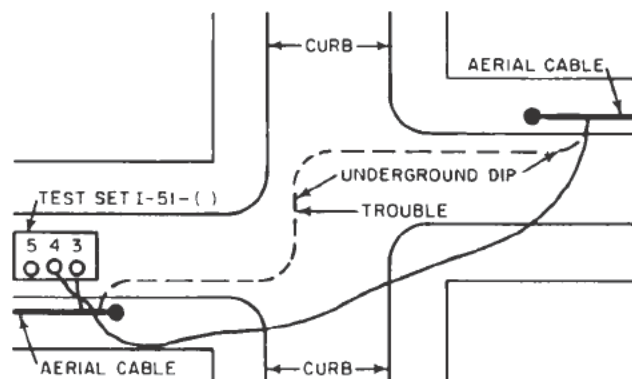 CURB
AERIAL CABLE
UNDERGROUND DIP
TEST SET I-51-( )
TROUBLE
5 4 3
AERIAL CABLE
CURB